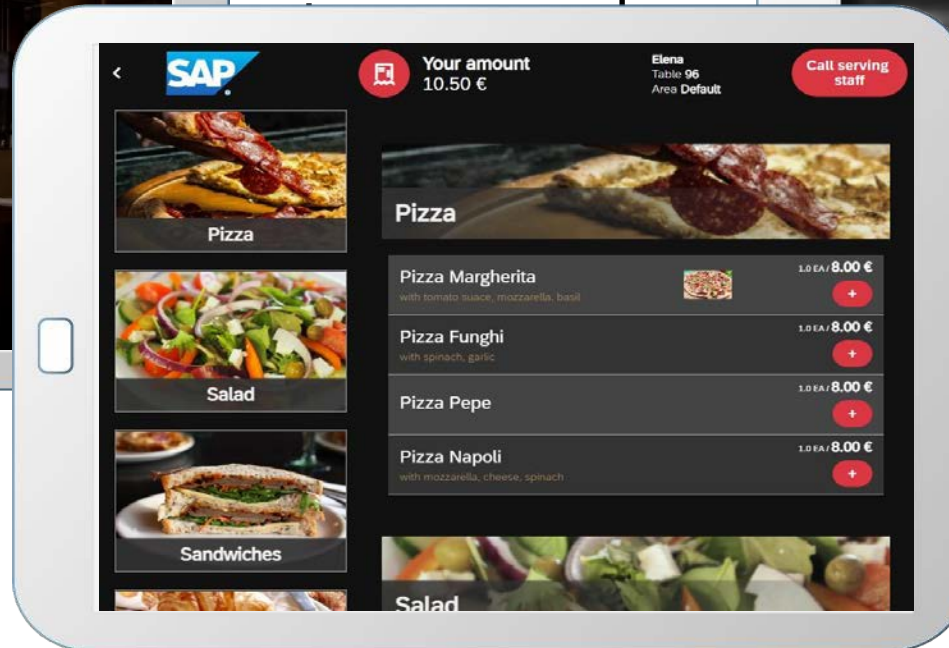 <
SAP
Your amount
10.50 €
Elena
Table 96
Area Default
Call serving
staff
Pizza
Salad
Sandwiches
Pizza
Pizza Margherita
with tomato suace, mozzarella, basil
1.0 EA / 8.00 €
+
Pizza Funghi
with spinach, garlic
1.0 EA / 8.00 €
+
Pizza Pepe
1.0 EA / 8.00 €
+
Pizza Napoli
with mozzarella, cheese, spinach
1.0 EA / 8.00 €
+
Salad